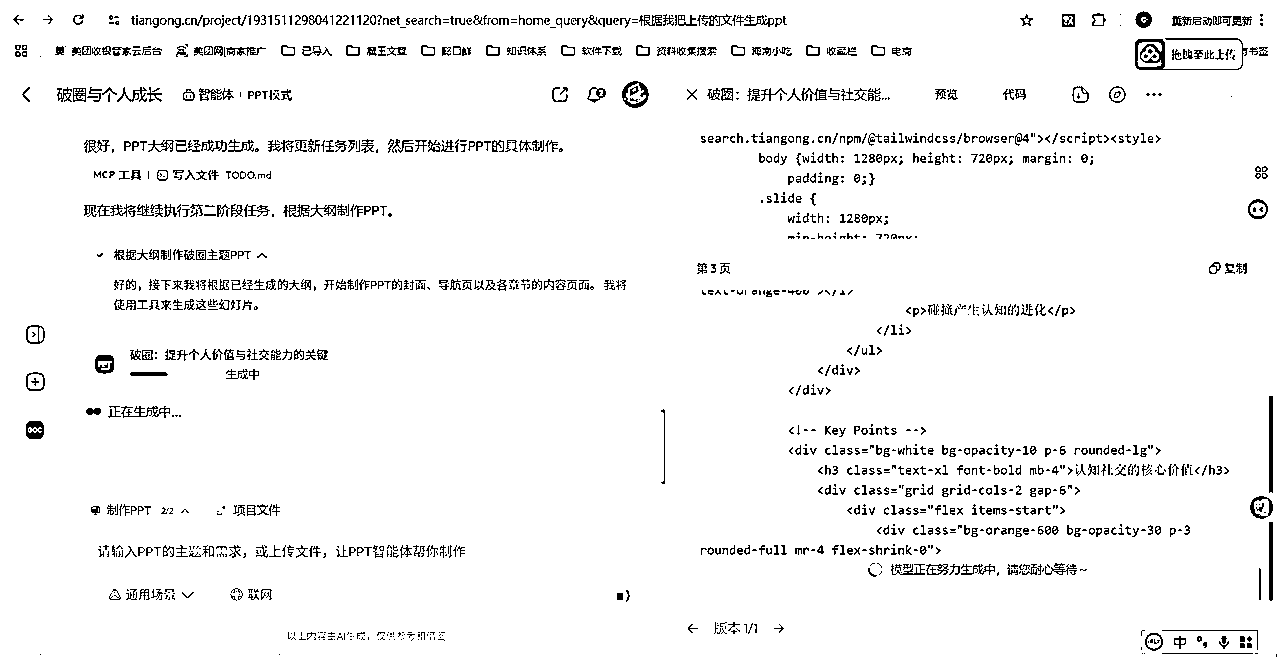 tiangong.cn/project/1931511298041221120?net_search=true&from=home_query&query=根据我把上传的文件生成ppt
重新启动即可更新
美团收银管家云后台
美团网商家推广
已导入
藏王文章
知识体系
软件下载
资料收集搜索
海南小吃
收藏栏
电商
拖拽至此上传
书签
破圈与个人成长
智能体 | PPT模式
破圈：提升个人价值与社交能...
预览
代码
很好，PPT大纲已经成功生成。我将更新任务列表，然后开始进行PPT的具体制作。
MCP 工具 | 写入文件 TODO.md
现在我将继续执行第二阶段任务，根据大纲制作PPT。
根据大纲制作破圈主题PPT
好的，接下来我将根据已经生成的大纲，开始制作PPT的封面、导航页以及各章节的内容页面。 我将
使用工具来生成这些幻灯片。
破圈：提升个人价值与社交能力的关键
生成中
正在生成中...
制作PPT 2/2
项目文件
请输入PPT的主题和需求，或上传文件，让PPT智能体帮你制作
通用场景
联网
以上内容由AI生成，仅供参考和借鉴
search.tiangong.cn/npm/@tailwindcss/browser@4"></script><style>
body {width: 1280px; height: 720px; margin: 0;
padding: 0;}
.slide {
width: 1280px;
min-height: 720px;
第 3 页
复制
text-orange-400"></i>
<p>碰撞产生认知的进化</p>
</li>
</ul>
</div>
</div>
<!-- Key Points -->
<div class="bg-white bg-opacity-10 p-6 rounded-lg">
<h3 class="text-xl font-bold mb-4">认知社交的核心价值</h3>
<div class="grid grid-cols-2 gap-6">
<div class="flex items-start">
<div class="bg-orange-600 bg-opacity-30 p-3
rounded-full mr-4 flex-shrink-0">
模型正在努力生成中，请您耐心等待~
版本 1/1
中